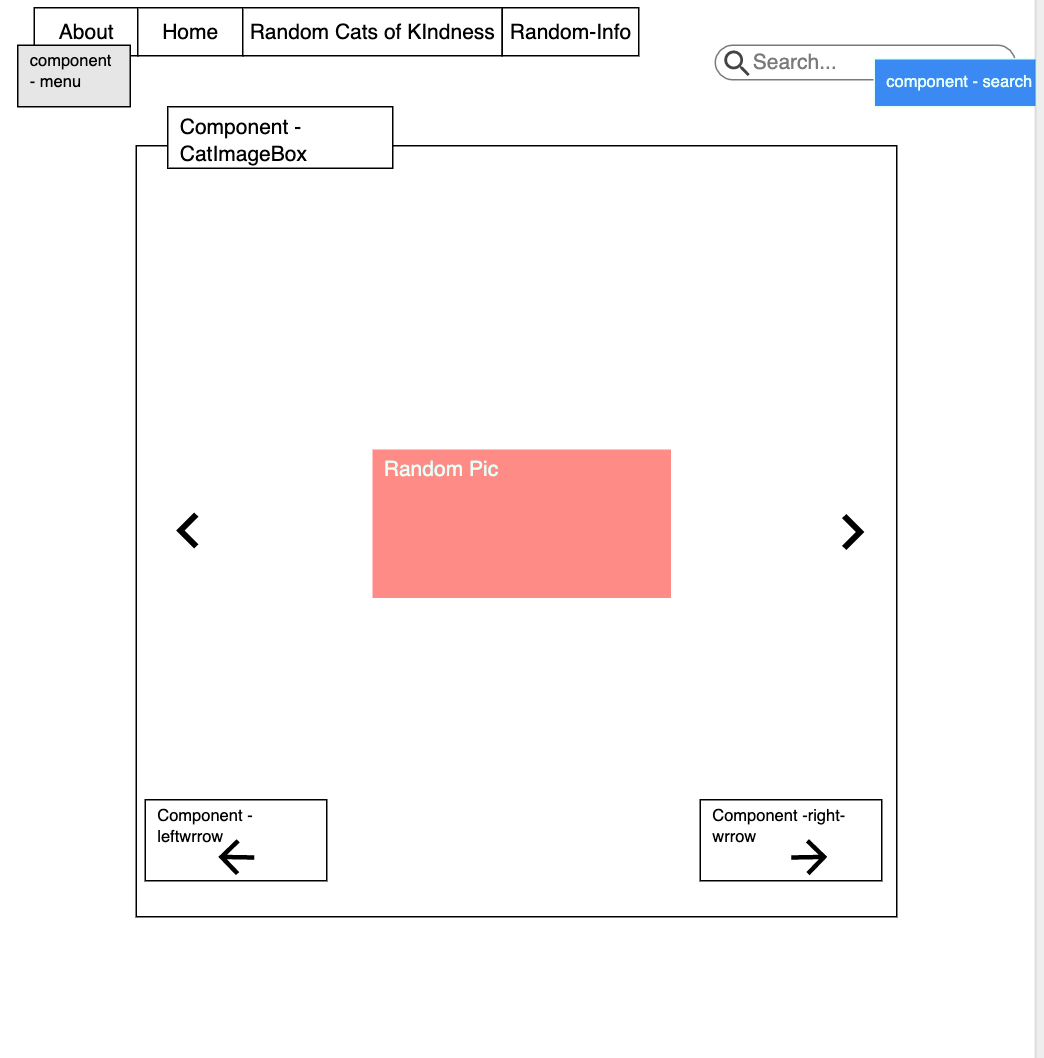 About Home Random Cats of KIndness Random-Info
component
- menu
Search...
component - search
Component -
CatImageBox
Random Pic
Component -
leftwrrow
Component -right-
wrrow